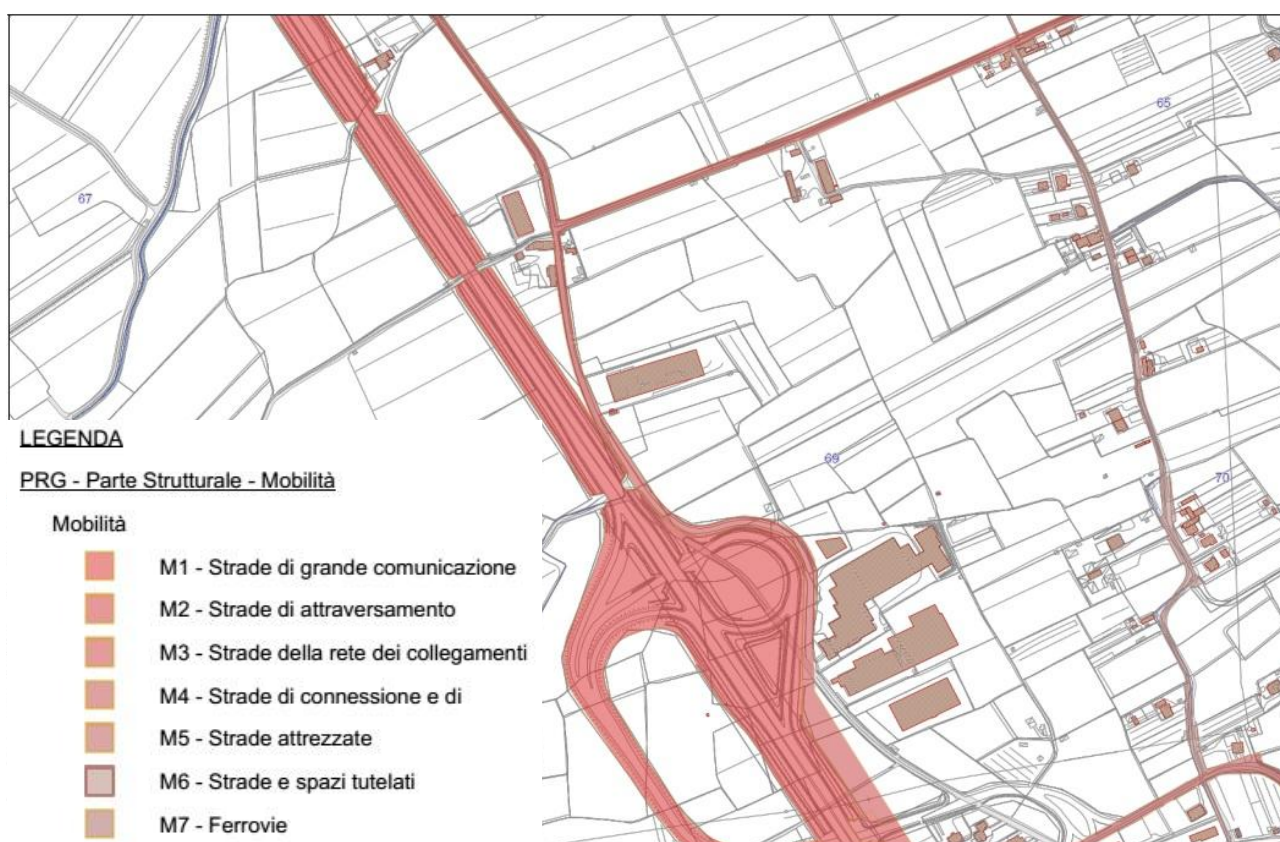 65
67
69
70
LEGENDA
PRG - Parte Strutturale - Mobilità
Mobilità
M1 - Strade di grande comunicazione
M2 - Strade di attraversamento
M3 - Strade della rete dei collegamenti
M4 - Strade di connessione e di
M5 - Strade attrezzate
M6 - Strade e spazi tutelati
M7 - Ferrovie